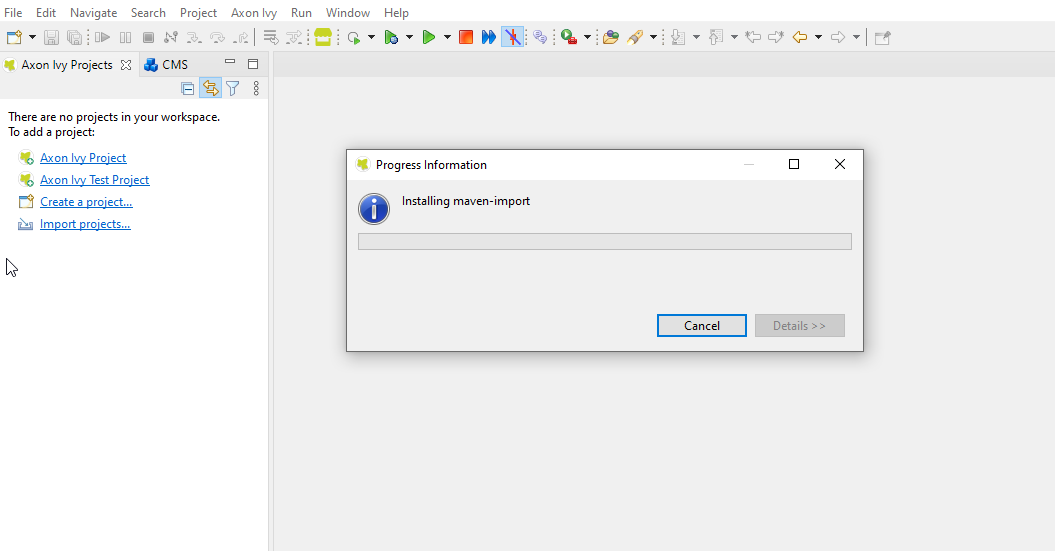 File Edit Navigate Search Project Axon Ivy Run Window Help
Axon Ivy Projects CMS
There are no projects in your workspace.
To add a project:
Axon Ivy Project
Axon Ivy Test Project
Create a project...
Import projects...
Progress Information
Installing maven-import
Cancel Details >>